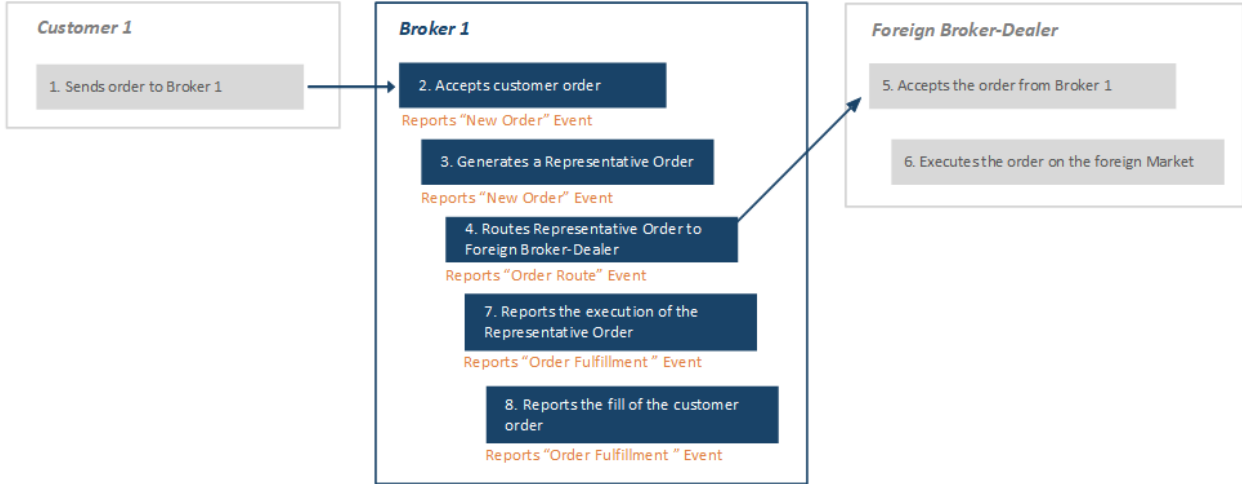 Customer 1
1. Sends order to Broker 1
Broker 1
2. Accepts customer order
Reports “New Order” Event
3. Generates a Representative Order
Reports “New Order” Event
4. Routes Representative Order to
Foreign Broker-Dealer
Reports “Order Route” Event
7. Reports the execution of the
Representative Order
Reports “Order Fulfillment ” Event
8. Reports the fill of the customer
order
Reports “Order Fulfillment ” Event
Foreign Broker-Dealer
5. Accepts the order from Broker 1
6. Executes the order on the foreign Market